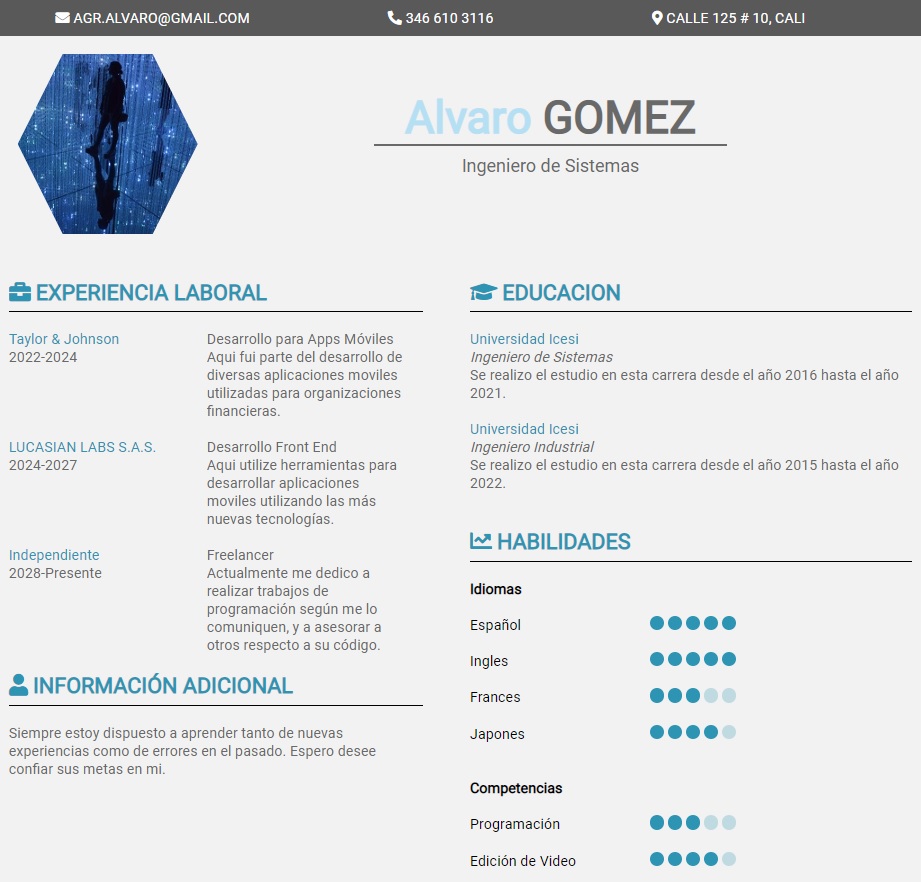 AGR.ALVARO@GMAIL.COM
346 610 3116
CALLE 125 # 10, CALI
Alvaro GOMEZ
Ingeniero de Sistemas
EXPERIENCIA LABORAL
Taylor & Johnson
2022-2024
Desarrollo para Apps Móviles
Aqui fui parte del desarrollo de
diversas aplicaciones moviles
utilizadas para organizaciones
financieras.
LUCASIAN LABS S.A.S.
2024-2027
Desarrollo Front End
Aqui utilize herramientas para
desarrollar aplicaciones
moviles utilizando las más
nuevas tecnologías.
Independiente
2028-Presente
Freelancer
Actualmente me dedico a
realizar trabajos de
programación según me lo
comuniquen, y a asesorar a
otros respecto a su código.
INFORMACIÓN ADICIONAL
Siempre estoy dispuesto a aprender tanto de nuevas
experiencias como de errores en el pasado. Espero desee
confiar sus metas en mi.
EDUCACION
Universidad Icesi
Ingeniero de Sistemas
Se realizo el estudio en esta carrera desde el año 2016 hasta el año
2021.
Universidad Icesi
Ingeniero Industrial
Se realizo el estudio en esta carrera desde el año 2015 hasta el año
2022.
HABILIDADES
Idiomas
Español
Ingles
Frances
Japones
Competencias
Programación
Edición de Video